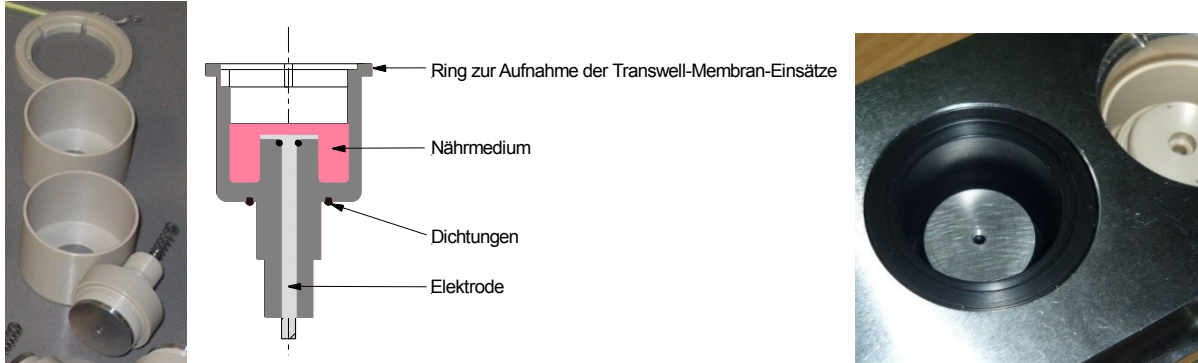 Ring zur Aufnahme der Transwell-Membran-Einsätze
Nährmedium
Dichtungen
Elektrode